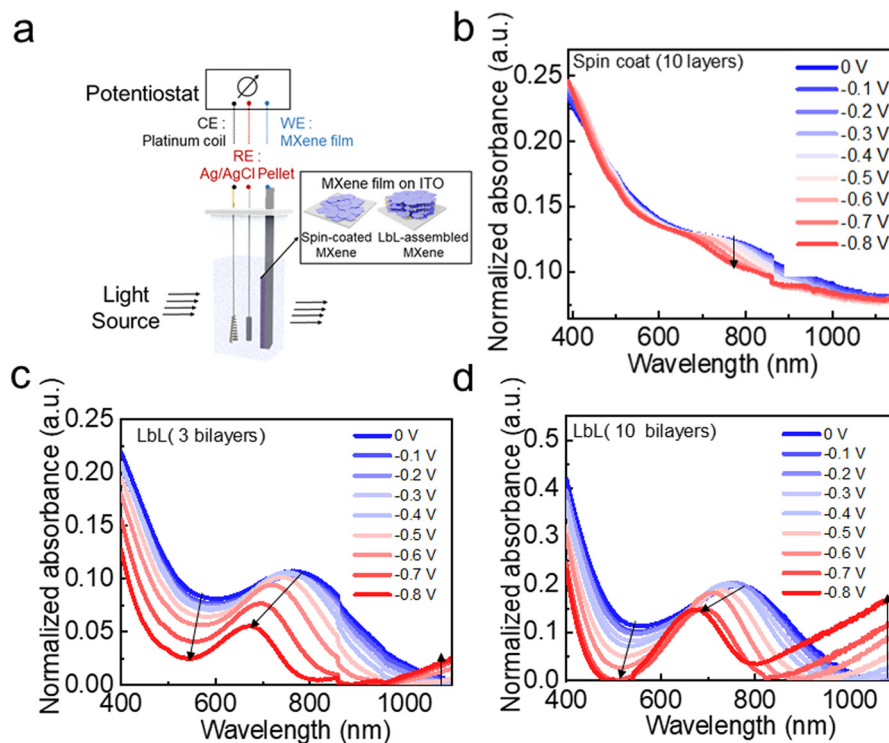 a
Potentiostat
CE :
Platinum coil
WE :
MXene film
RE :
Ag/AgCl Pellet
MXene film on ITO
Spin-coated
MXene
LbL-assembled
MXene
Light
Source
b
Normalized absorbance (a.u.)
Spin coat (10 layers)
0 V
-0.1 V
-0.2 V
-0.3 V
-0.4 V
-0.5 V
-0.6 V
-0.7 V
-0.8 V
0.25
0.20
0.15
0.10
400 600 800 1000
Wavelength (nm)
c
Normalized absorbance (a.u.)
LbL( 3 bilayers)
0 V
-0.1 V
-0.2 V
-0.3 V
-0.4 V
-0.5 V
-0.6 V
-0.7 V
-0.8 V
0.25
0.20
0.15
0.10
0.05
0.00
400 600 800 1000
Wavelength (nm)
d
Normalized absorbance (a.u.)
LbL( 10 bilayers)
0 V
-0.1 V
-0.2 V
-0.3 V
-0.4 V
-0.5 V
-0.6 V
-0.7 V
-0.8 V
0.5
0.4
0.3
0.2
0.1
0.0
400 600 800 1000
Wavelength (nm)